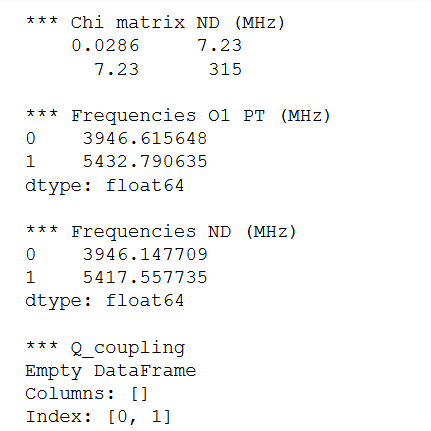 *** Chi matrix ND (MHz)
0.0286 7.23
7.23 315
*** Frequencies O1 PT (MHz)
0 3946.615648
1 5432.790635
dtype: float64
*** Frequencies ND (MHz)
0 3946.147709
1 5417.557735
dtype: float64
*** Q_coupling
Empty DataFrame
Columns: []
Index: [0, 1]